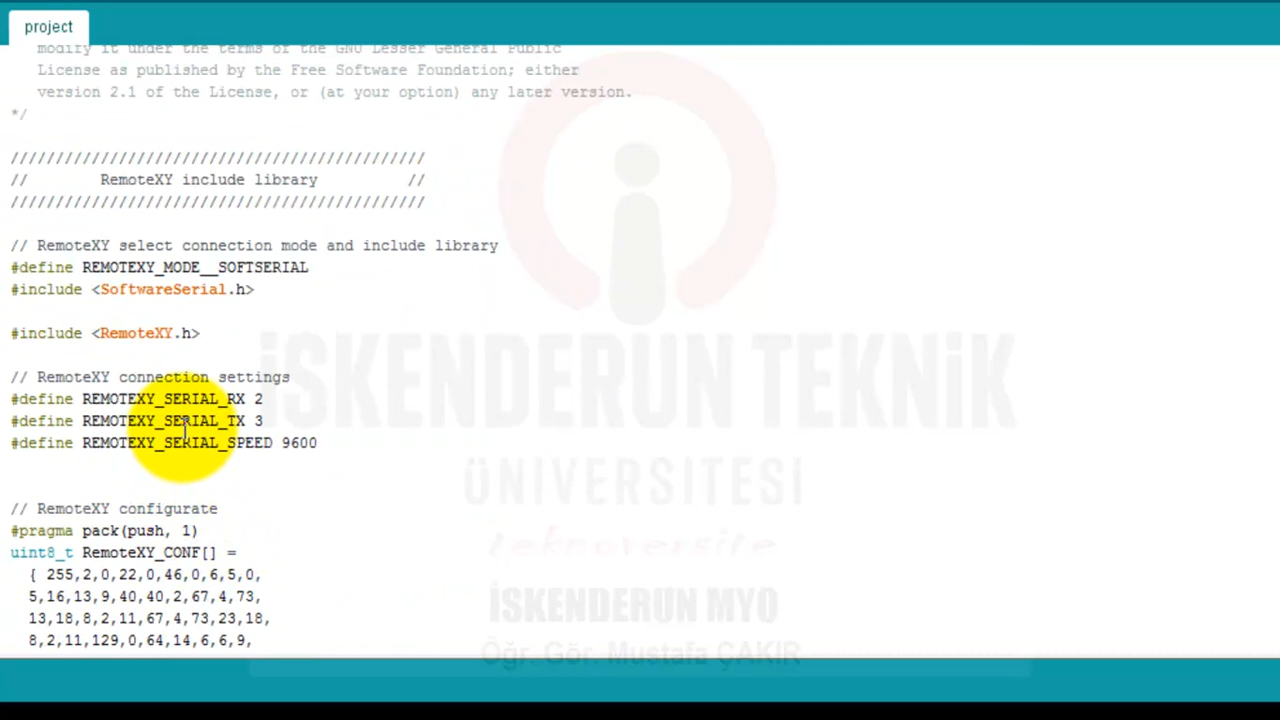 project
modify it under the terms of the GNU Lesser General Public
License as published by the Free Software Foundation; either
version 2.1 of the License, or (at your option) any later version.
*/
//////////////////////////////////////////////
//        RemoteXY include library          //
//////////////////////////////////////////////
// RemoteXY select connection mode and include library
#define REMOTEXY_MODE__SOFTSERIAL
#include <SoftwareSerial.h>
#include <RemoteXY.h>
// RemoteXY connection settings
#define REMOTEXY_SERIAL_RX 2
#define REMOTEXY_SERIAL_TX 3
#define REMOTEXY_SERIAL_SPEED 9600
// RemoteXY configurate
#pragma pack(push, 1)
uint8_t RemoteXY_CONF[] =
{ 255,2,0,22,0,46,0,6,5,0,
5,16,13,9,40,40,2,67,4,73,
13,18,8,2,11,67,4,73,23,18,
8,2,11,129,0,64,14,6,6,9,
İSKENDERUN TEKNİK
ÜNİVERSİTESİ
teknoversite
İSKENDERUN MYO
Öğr. Gör. Mustafa ÇAKIR